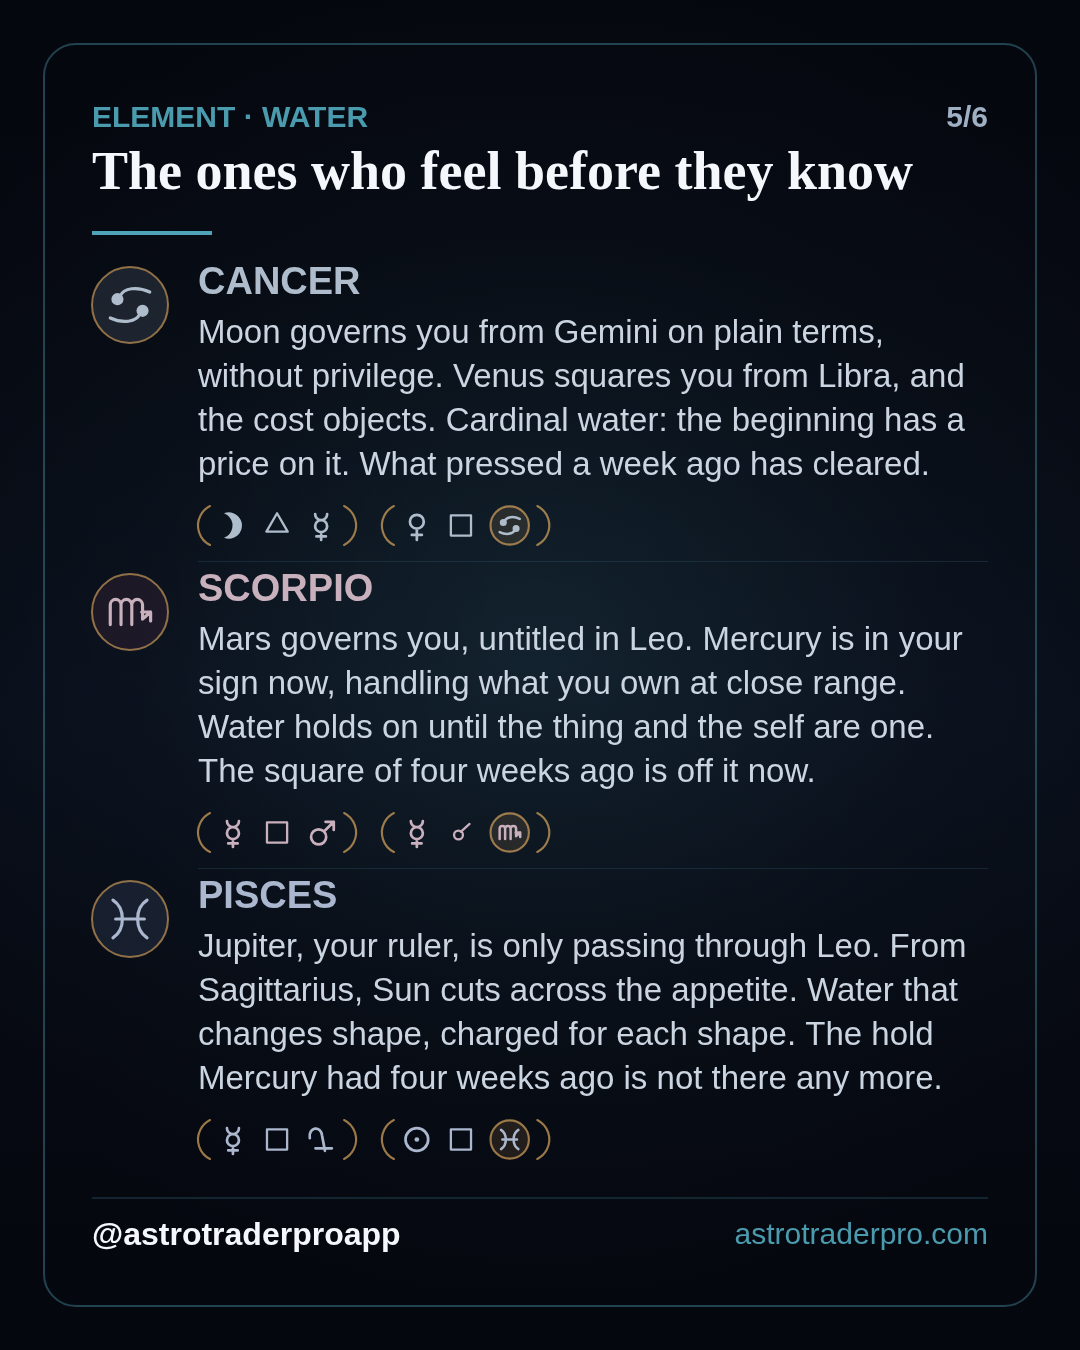 ELEMENT · WATER
5/6
The ones who feel before they know
CANCER
Moon governs you from Gemini on plain terms,
without privilege. Venus squares you from Libra, and
the cost objects. Cardinal water: the beginning has a
price on it. What pressed a week ago has cleared.
SCORPIO
Mars governs you, untitled in Leo. Mercury is in your
sign now, handling what you own at close range.
Water holds on until the thing and the self are one.
The square of four weeks ago is off it now.
PISCES
Jupiter, your ruler, is only passing through Leo. From
Sagittarius, Sun cuts across the appetite. Water that
changes shape, charged for each shape. The hold
Mercury had four weeks ago is not there any more.
@astrotraderproapp
astrotraderpro.com